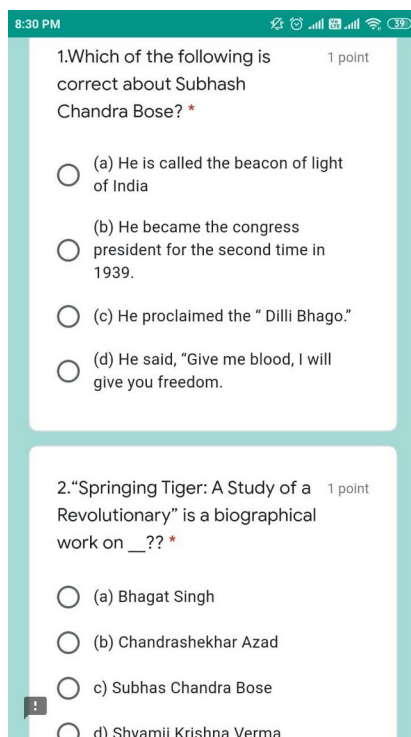 8:30 PM
39
1.Which of the following is 1 point
correct about Subhash
Chandra Bose? *
(a) He is called the beacon of light
of India
(b) He became the congress
president for the second time in
1939.
(c) He proclaimed the “ Dilli Bhago.”
(d) He said, “Give me blood, I will
give you freedom.
2.“Springing Tiger: A Study of a 1 point
Revolutionary” is a biographical
work on __?? *
(a) Bhagat Singh
(b) Chandrashekhar Azad
c) Subhas Chandra Bose
d) Shyamji Krishna Verma